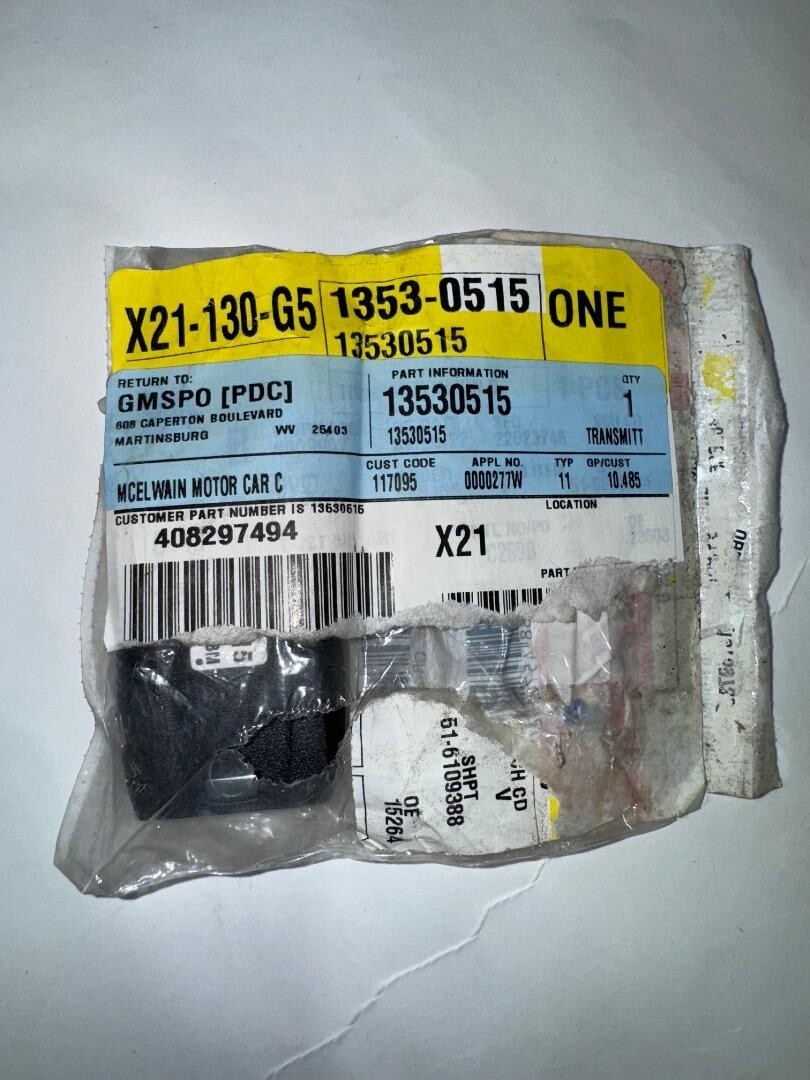 X21-130-G5
1353-0515
13530515
ONE
RETURN TO:
GMSPO [PDC]
608 CAPERTON BOULEVARD
MARTINSBURG WV 25403
PART INFORMATION
13530515
13530515
QTY
1
TRANSMITT
MCELWAIN MOTOR CAR C
CUST CODE
117095
APPL NO.
0000277W
TYP
11
GP/CUST
10.485
CUSTOMER PART NUMBER IS 13530515
408297494
LOCATION
X21
PART
5
51-6109388
SHPT
V
OE
15264